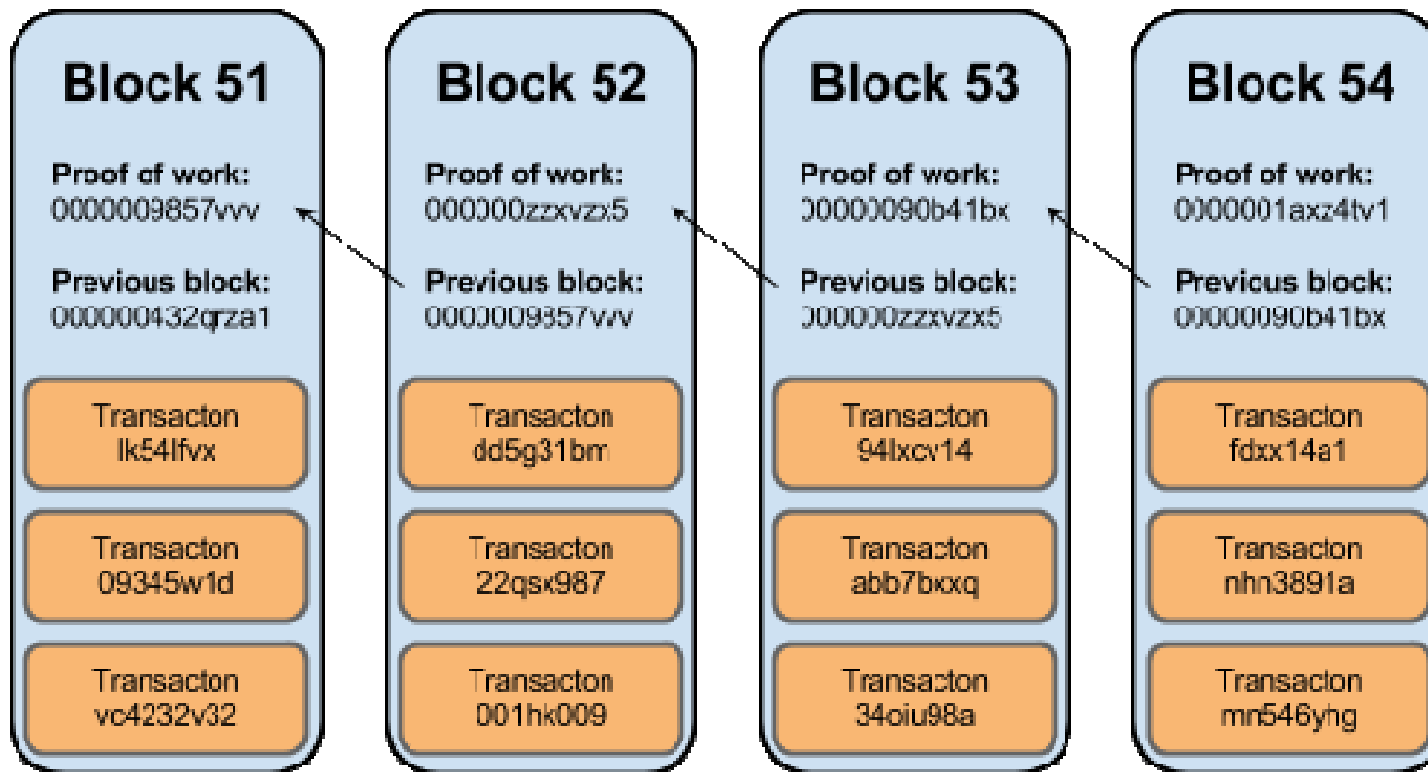 Block 51
Proof of work:
0000009857vvv
Previous block:
000000432qrza1
Transacton
lk54lfvx
Transacton
09345w1d
Transacton
vc4232v32
Block 52
Proof of work:
000000zzxvzx5
Previous block:
0000009857vvv
Transacton
dd5g31bm
Transacton
22qsx987
Transacton
001hk009
Block 53
Proof of work:
00000090b41bx
Previous block:
000000zzxvzx5
Transacton
94lxcv14
Transacton
abb7bxxq
Transacton
34oiu98a
Block 54
Proof of work:
0000001axz4tv1
Previous block:
00000090b41bx
Transacton
fdxx14a1
Transacton
nhn3891a
Transacton
mn546yhg